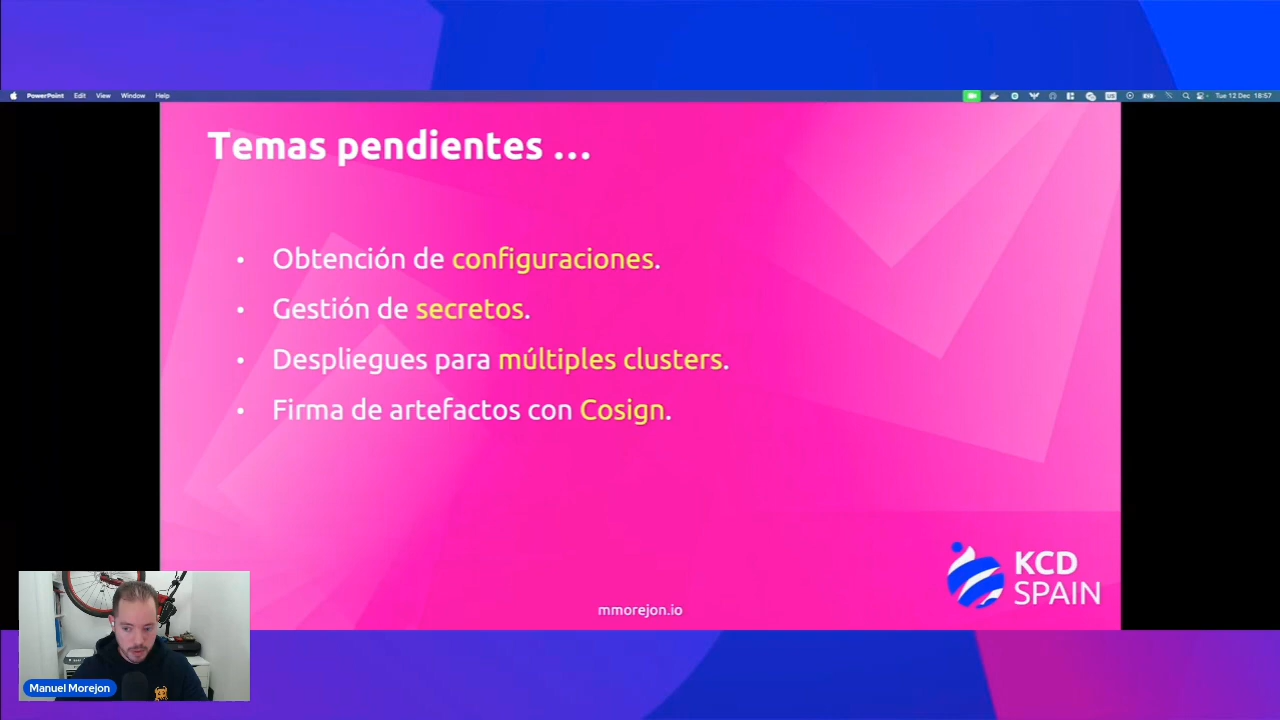 PowerPoint Edit View Window Help
Tue 12 Dec 18:57
Temas pendientes ...
• Obtención de configuraciones.
• Gestión de secretos.
• Despliegues para múltiples clusters.
• Firma de artefactos con Cosign.
KCD
SPAIN
mmorejon.io
Manuel Morejon